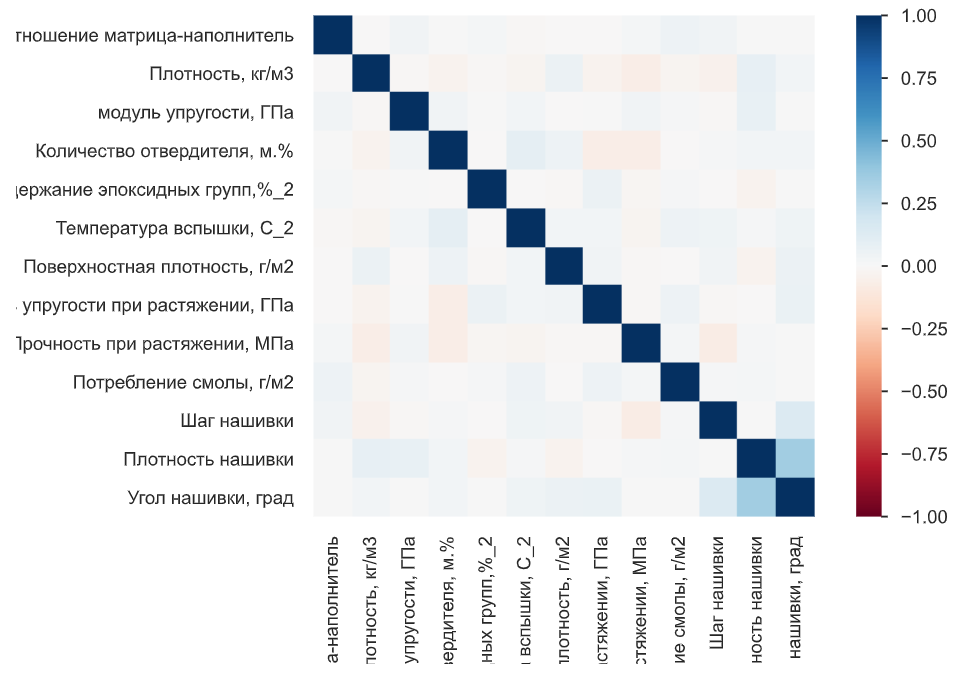 тношение матрица-наполнитель
Плотность, кг/м3
модуль упругости, ГПа
Количество отвердителя, м.%
держание эпоксидных групп,%_2
Температура вспышки, С_2
Поверхностная плотность, г/м2
упругости при растяжении, ГПа
Прочность при растяжении, МПа
Потребление смолы, г/м2
Шаг нашивки
Плотность нашивки
Угол нашивки, град
а-наполнитель
лотность, кг/м3
упругости, ГПа
вердителя, м.%
ных групп,%_2
вспышки, С_2
плотность, г/м2
стяжении, ГПа
стяжении, МПа
ие смолы, г/м2
Шаг нашивки
ность нашивки
нашивки, град
1.00
0.75
0.50
0.25
0.00
−0.25
−0.50
−0.75
−1.00